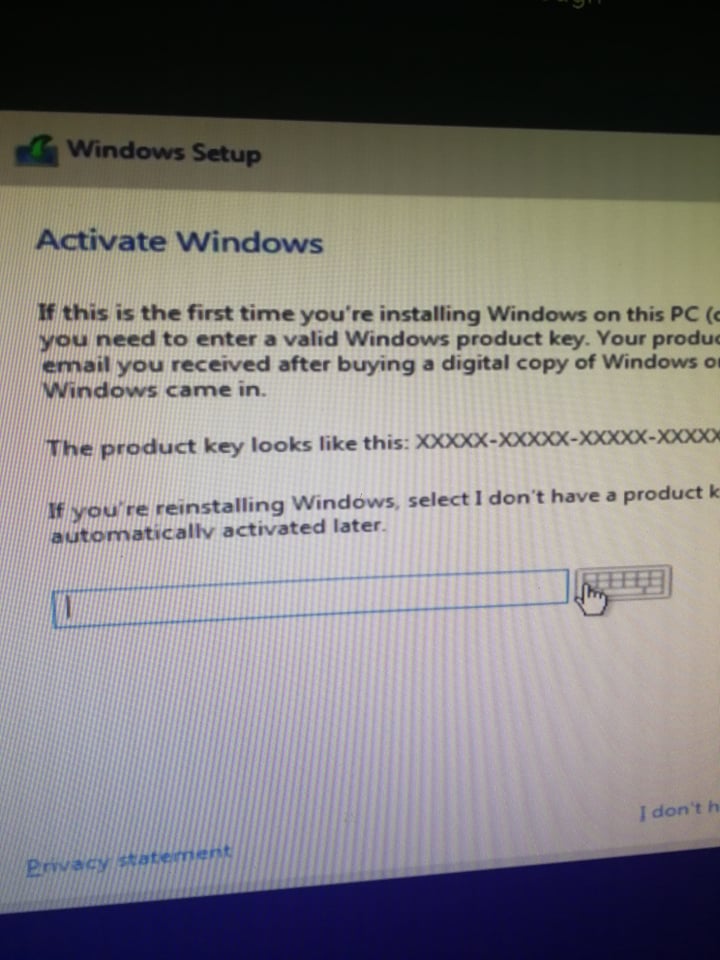 Windows Setup
Activate Windows
If this is the first time you're installing Windows on this PC (
you need to enter a valid Windows product key. Your produc
email you received after buying a digital copy of Windows o
Windows came in.
The product key looks like this: XXXXX-XXXXX-XXXXX-XXXXX
If you're reinstalling Windows, select I don't have a product k
automatically activated later.
I don't h
Privacy statement